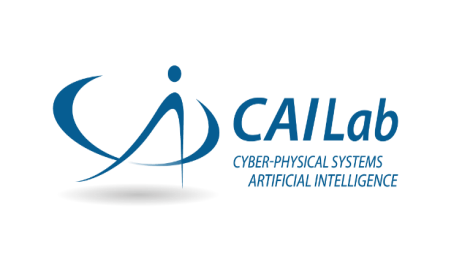 CAILab
CYBER-PHYSICAL SYSTEMS
ARTIFICIAL INTELLIGENCE